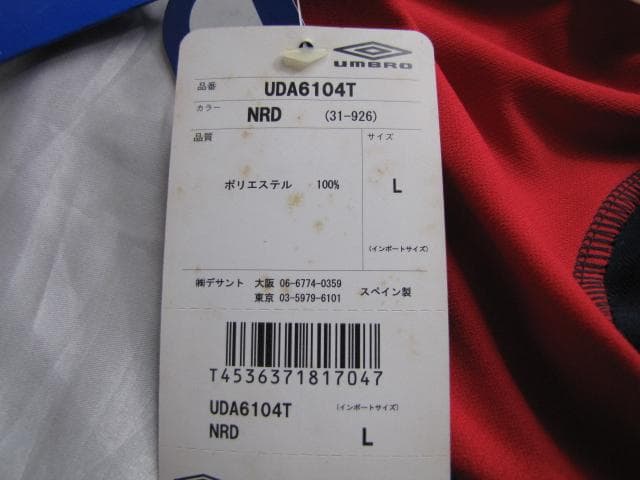 UMBRO
品番 UDA6104T
カラー NRD (31-926)
品質 サイズ
ポリエステル 100% L
(インポートサイズ)
㈱デサント 大阪 06-6774-0359 スペイン製
東京 03-5979-6101
T4536371817047
UDA6104T (インポートサイズ)
NRD L